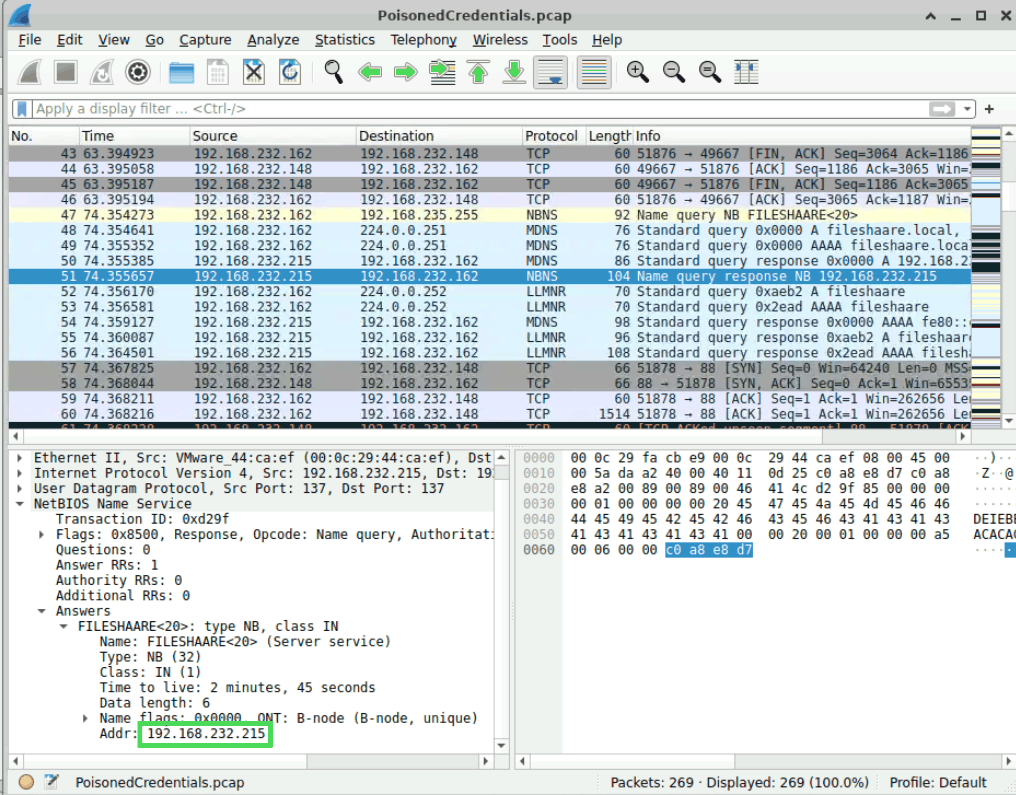 PoisonedCredentials.pcap
File Edit View Go Capture Analyze Statistics Telephony Wireless Tools Help
Apply a display filter ... <Ctrl-/>
No. Time Source Destination Protocol Length Info
43 63.394923 192.168.232.162 192.168.232.148 TCP 60 51876 → 49667 [FIN, ACK] Seq=3064 Ack=1186
44 63.395058 192.168.232.148 192.168.232.162 TCP 60 49667 → 51876 [ACK] Seq=1186 Ack=3065 Win=
45 63.395187 192.168.232.148 192.168.232.162 TCP 60 49667 → 51876 [FIN, ACK] Seq=1186 Ack=3065
46 63.395194 192.168.232.162 192.168.232.148 TCP 60 51876 → 49667 [ACK] Seq=3065 Ack=1187 Win=
47 74.354273 192.168.232.162 192.168.235.255 NBNS 92 Name query NB FILESHAARE<20>
48 74.354641 192.168.232.162 224.0.0.251 MDNS 76 Standard query 0x0000 A fileshaare.local,
49 74.355352 192.168.232.162 224.0.0.251 MDNS 76 Standard query 0x0000 AAAA fileshaare.loca
50 74.355385 192.168.232.215 192.168.232.162 MDNS 86 Standard query response 0x0000 A 192.168.2
51 74.355657 192.168.232.215 192.168.232.162 NBNS 104 Name query response NB 192.168.232.215
52 74.356170 192.168.232.162 224.0.0.252 LLMNR 70 Standard query 0xaeb2 A fileshaare
53 74.356581 192.168.232.162 224.0.0.252 LLMNR 70 Standard query 0x2ead AAAA fileshaare
54 74.359127 192.168.232.215 192.168.232.162 MDNS 98 Standard query response 0x0000 AAAA fe80::
55 74.360087 192.168.232.215 192.168.232.162 LLMNR 96 Standard query response 0xaeb2 A fileshaar
56 74.364501 192.168.232.215 192.168.232.162 LLMNR 108 Standard query response 0x2ead AAAA filesh
57 74.367825 192.168.232.162 192.168.232.148 TCP 66 51878 → 88 [SYN] Seq=0 Win=64240 Len=0 MSS
58 74.368044 192.168.232.148 192.168.232.162 TCP 66 88 → 51878 [SYN, ACK] Seq=0 Ack=1 Win=6553
59 74.368211 192.168.232.162 192.168.232.148 TCP 60 51878 → 88 [ACK] Seq=1 Ack=1 Win=262656 Le
60 74.368216 192.168.232.162 192.168.232.148 TCP 1514 51878 → 88 [ACK] Seq=1 Ack=1 Win=262656 Le
Ethernet II, Src: VMware_44:ca:ef (00:0c:29:44:ca:ef), Dst
Internet Protocol Version 4, Src: 192.168.232.215, Dst: 19
User Datagram Protocol, Src Port: 137, Dst Port: 137
NetBIOS Name Service
Transaction ID: 0xd29f
Flags: 0x8500, Response, Opcode: Name query, Authoritati
Questions: 0
Answer RRs: 1
Authority RRs: 0
Additional RRs: 0
Answers
FILESHAARE<20>: type NB, class IN
Name: FILESHAARE<20> (Server service)
Type: NB (32)
Class: IN (1)
Time to live: 2 minutes, 45 seconds
Data length: 6
Name flags: 0x0000, ONT: B-node (B-node, unique)
Addr: 192.168.232.215
0000 00 0c 29 fa cb e9 00 0c 29 44 ca ef 08 00 45 00 ··)·
0010 00 5a da a2 40 00 40 11 0d 25 c0 a8 e8 d7 c0 a8 ·Z··@
0020 e8 a2 00 89 00 89 00 46 41 4c d2 9f 85 00 00 00 ·····
0030 00 01 00 00 00 00 20 45 47 45 4a 45 4d 45 46 46 ·····
0040 44 45 49 45 42 45 42 46 43 45 46 43 41 43 41 43 DEIEBE
0050 41 43 41 43 41 43 41 00 00 20 00 01 00 00 00 a5 ACACAC
0060 00 06 00 00 c0 a8 e8 d7 ·····
PoisonedCredentials.pcap Packets: 269 · Displayed: 269 (100.0%) Profile: Default